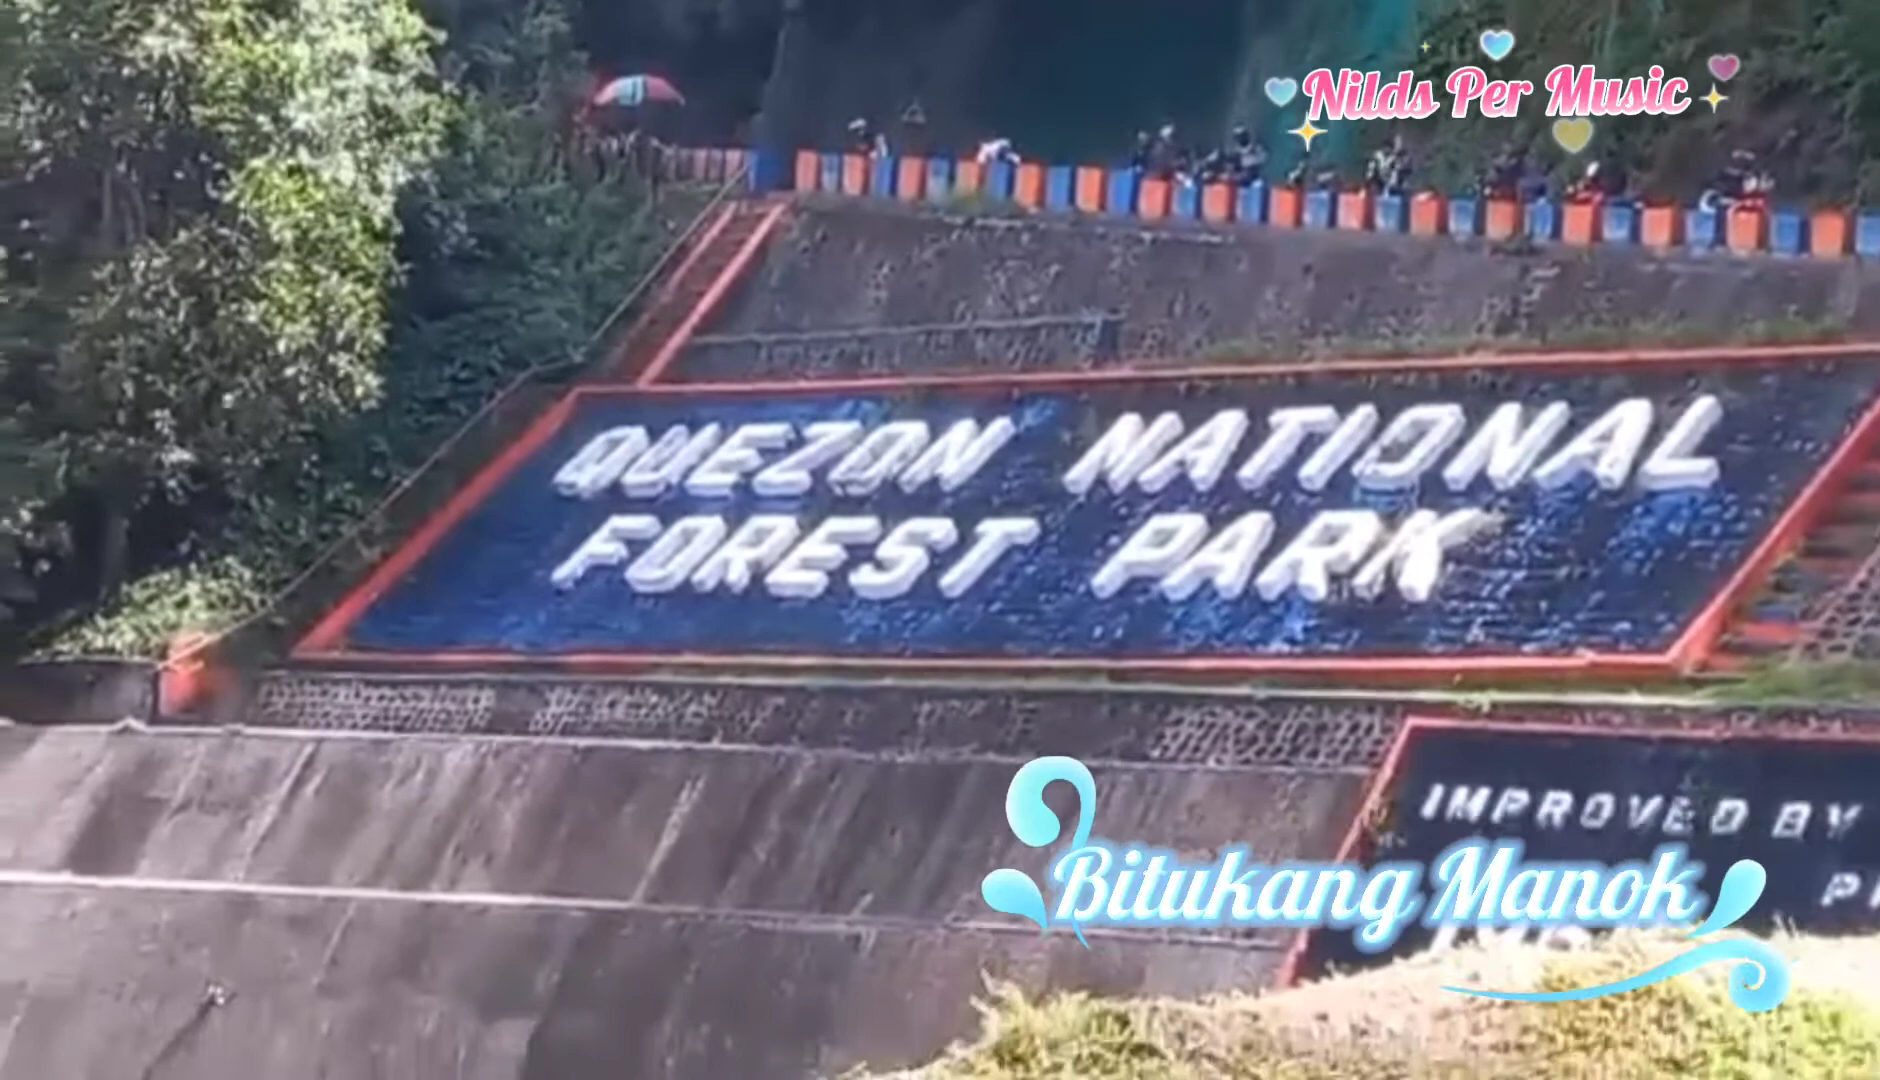 Nilds Per Music
QUEZON NATIONAL
FOREST PARK
IMPROVED BY
Bitukang Manok